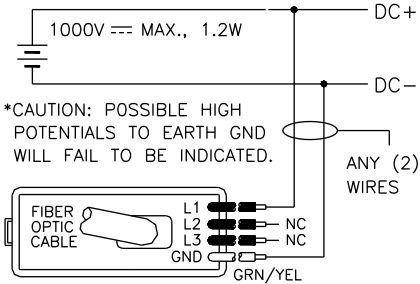 DC+
1000V ⎓ MAX., 1.2W
DC-
*CAUTION: POSSIBLE HIGH
POTENTIALS TO EARTH GND
WILL FAIL TO BE INDICATED.
ANY (2)
WIRES
FIBER
OPTIC
CABLE
L1
L2
NC
L3
NC
GND
GRN/YEL